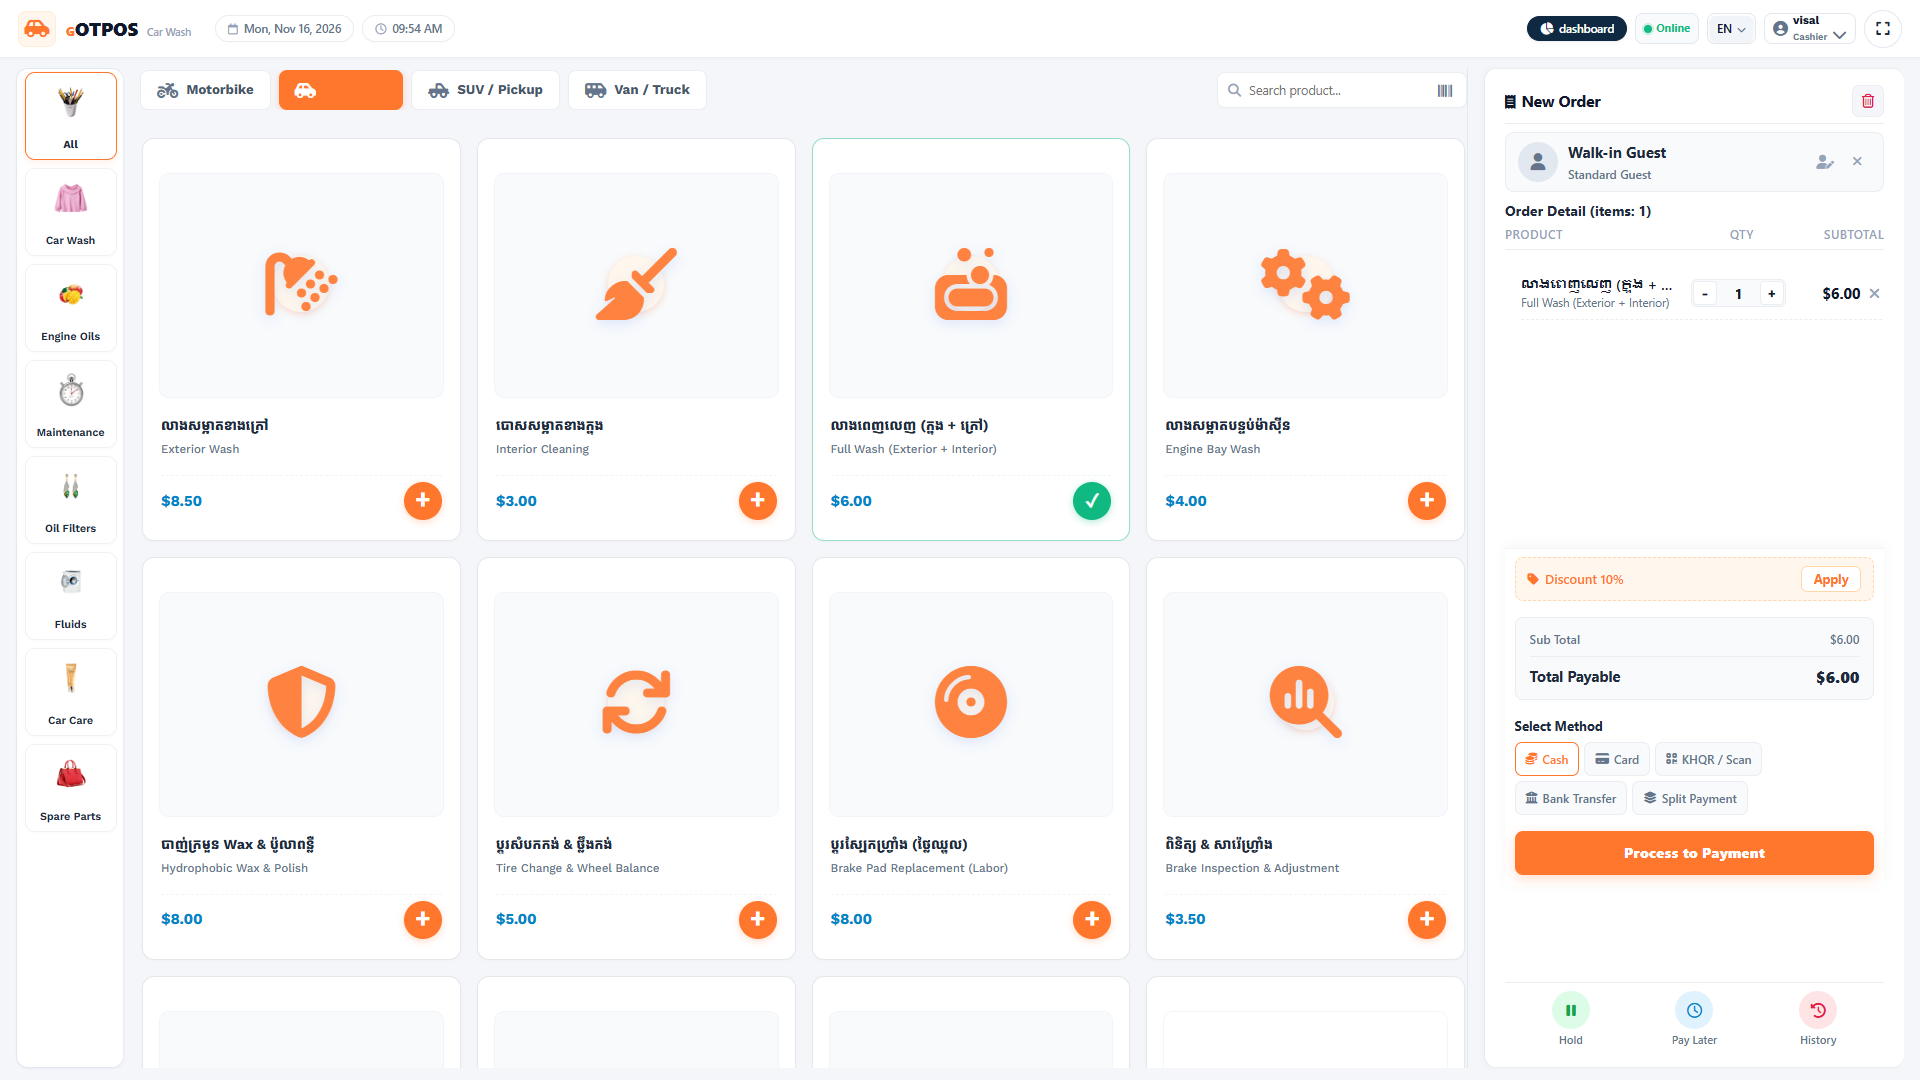 GOTPOS Car Wash
Mon, Nov 16, 2026
09:54 AM
dashboard
Online
EN
visal
Cashier
All
Car Wash
Engine Oils
Maintenance
Oil Filters
Fluids
Car Care
Spare Parts
Motorbike
SUV / Pickup
Van / Truck
Search product...
លាងសម្អាតខាងក្រៅ
Exterior Wash
$8.50
បោសសម្អាតខាងក្នុង
Interior Cleaning
$3.00
លាងពេញលេញ (ក្នុង + ក្រៅ)
Full Wash (Exterior + Interior)
$6.00
លាងសម្អាតបន្ទប់ម៉ាស៊ីន
Engine Bay Wash
$4.00
បាញ់ក្រមួន Wax & ប៉ូលាពន្លឺ
Hydrophobic Wax & Polish
$8.00
ប្តូរសំបកកង់ & ថ្លឹងកង់
Tire Change & Wheel Balance
$5.00
ប្តូរស្បែកហ្វ្រាំង (ថ្លៃឈ្នួល)
Brake Pad Replacement (Labor)
$8.00
ពិនិត្យ & សារ៉េហ្វ្រាំង
Brake Inspection & Adjustment
$3.50
New Order
Walk-in Guest
Standard Guest
Order Detail (items: 1)
PRODUCT QTY SUBTOTAL
លាងពេញលេញ (ក្នុង + ...
Full Wash (Exterior + Interior)
- 1 +
$6.00
Discount 10%
Apply
Sub Total $6.00
Total Payable $6.00
Select Method
Cash
Card
KHQR / Scan
Bank Transfer
Split Payment
Process to Payment
Hold
Pay Later
History